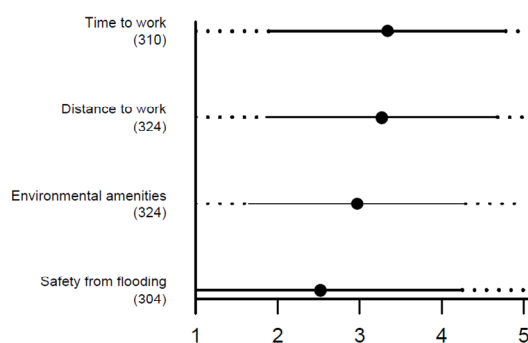 Time to work
(310)
Distance to work
(324)
Environmental amenities
(324)
Safety from flooding
(304)
1 2 3 4 5